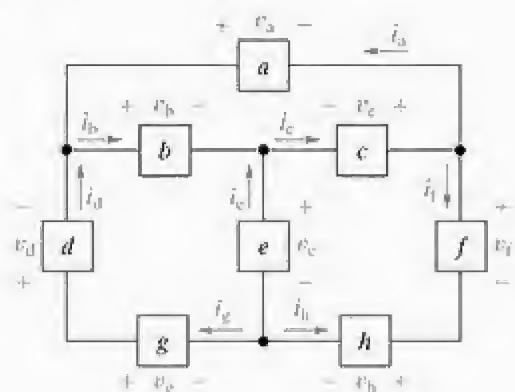 + v_a − i_a
a
i_b + v_b − i_c − v_c +
b c
− i_d i_e + i_f +
v_d d e v_e f v_f
+ − −
i_g i_h
g h
+ v_g − − v_h +